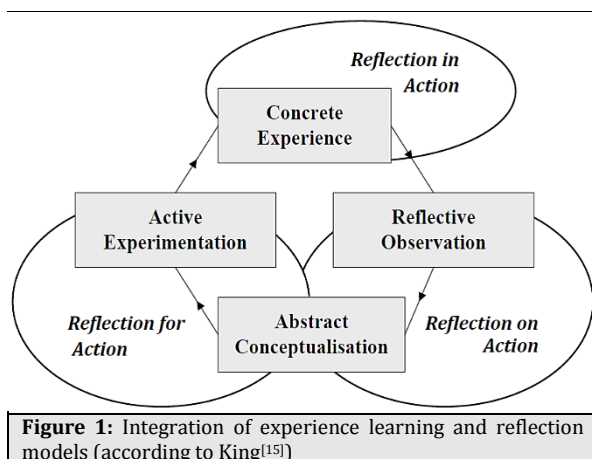 Reflection in
Action
Concrete
Experience
Active
Experimentation
Reflective
Observation
Reflection for
Action
Abstract
Conceptualisation
Reflection on
Action
Figure 1: Integration of experience learning and reflection
models (according to King[15])